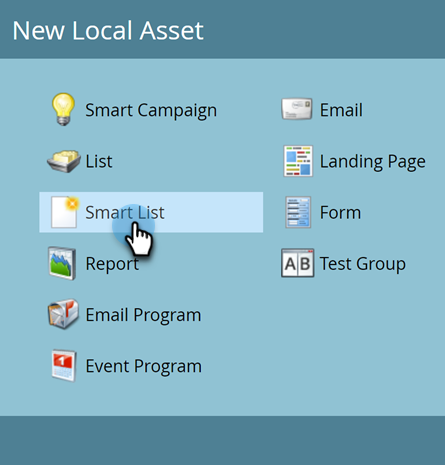 New Local Asset
Smart Campaign
Email
List
Landing Page
Smart List
Form
Report
A B
Test Group
Email Program
1
Event Program